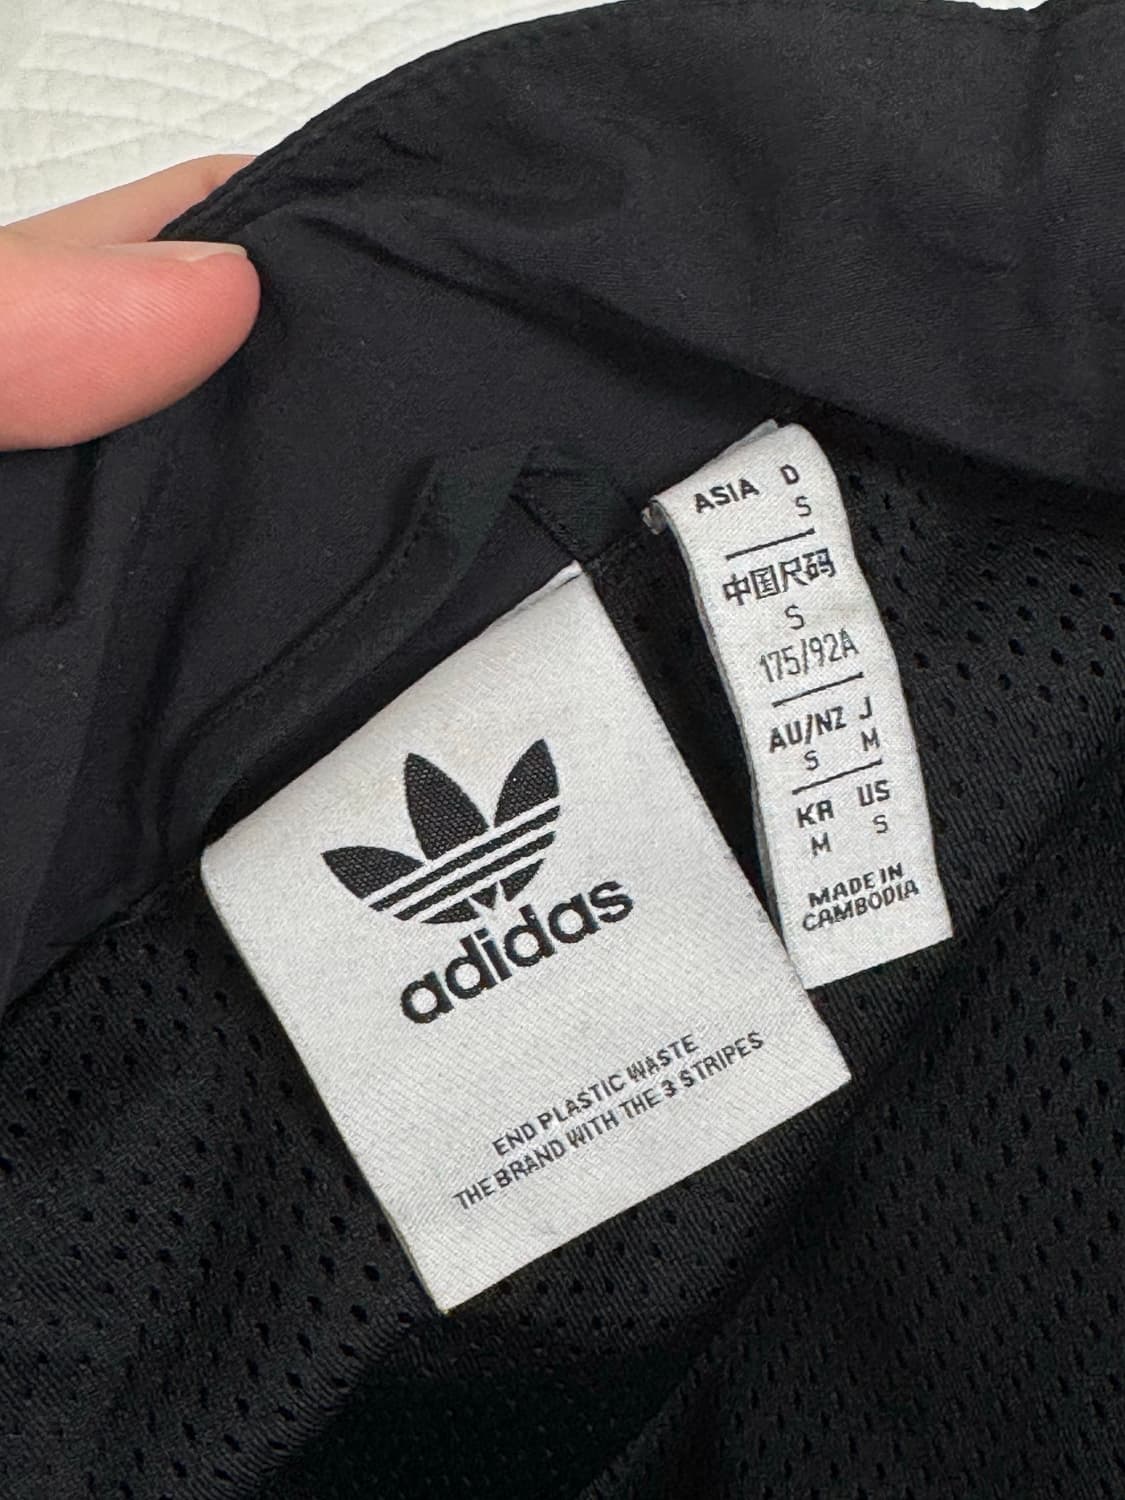 adidas
END PLASTIC WASTE
THE BRAND WITH THE 3 STRIPES
ASIA D
S
中国尺码
S
175/92A
AU/NZ J
S M
KR US
M S
MADE IN
CAMBODIA